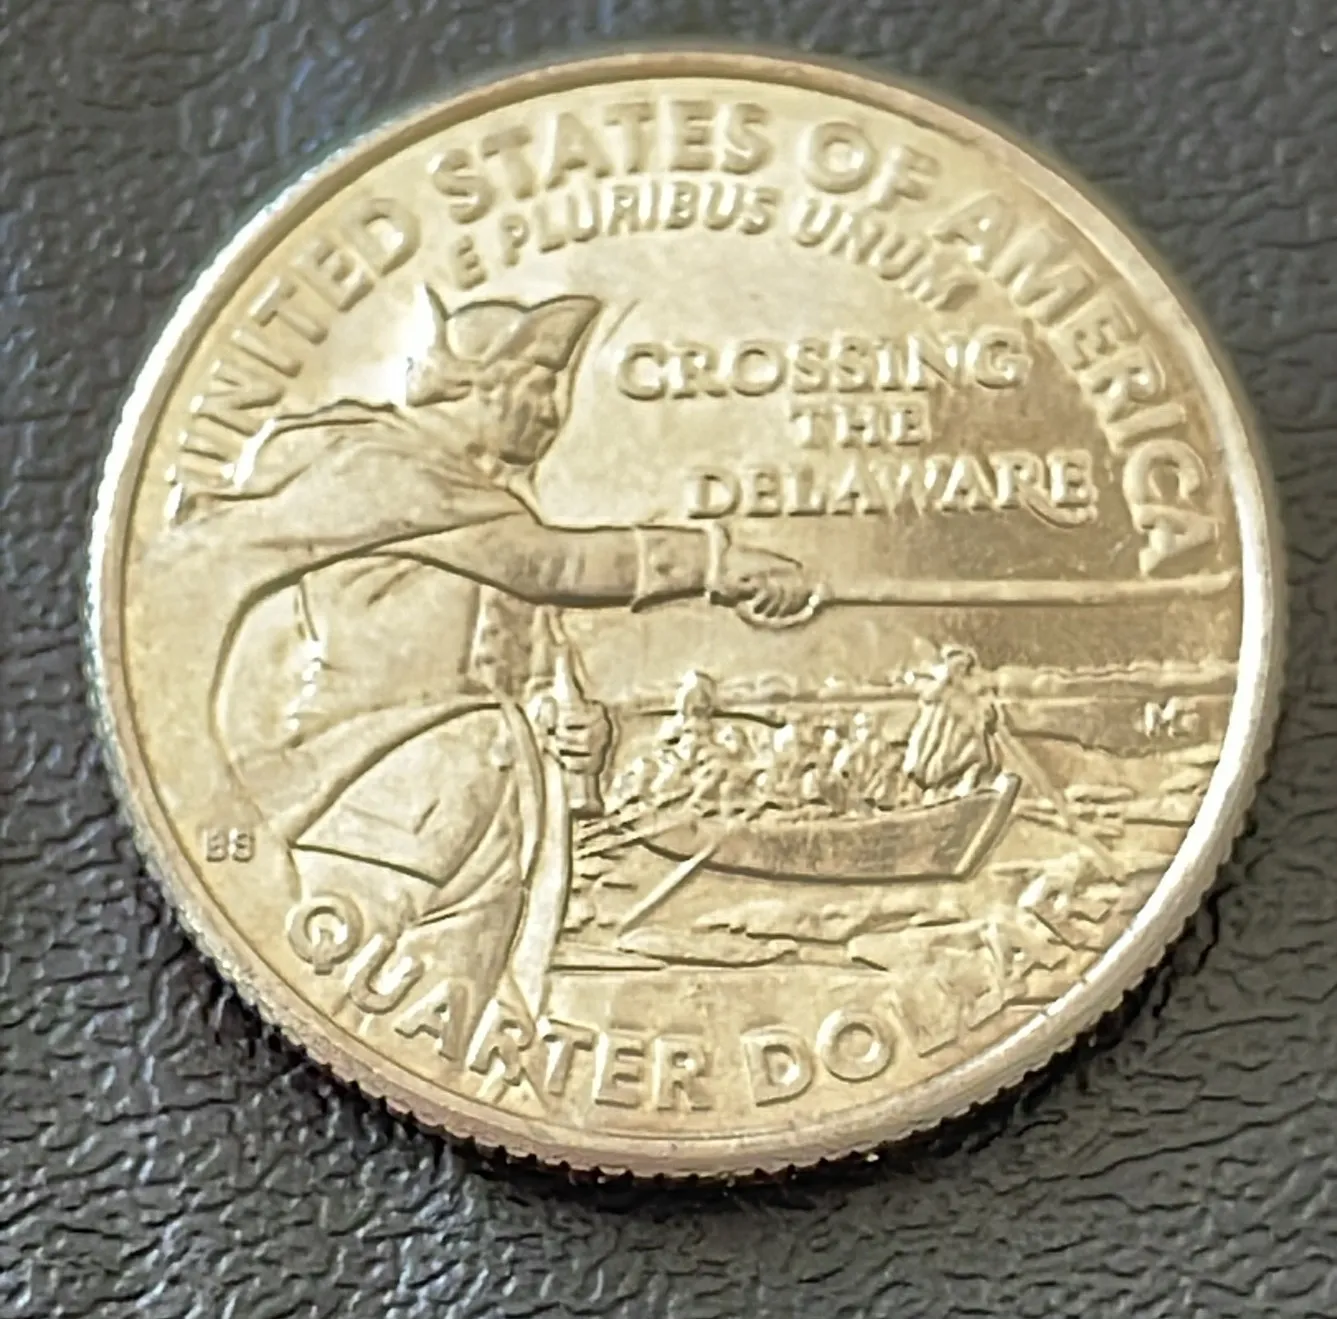 UNITED STATES OF AMERICA
E PLURIBUS UNUM
CROSSING
THE
DELAWARE
BS
QUARTER DOLLAR